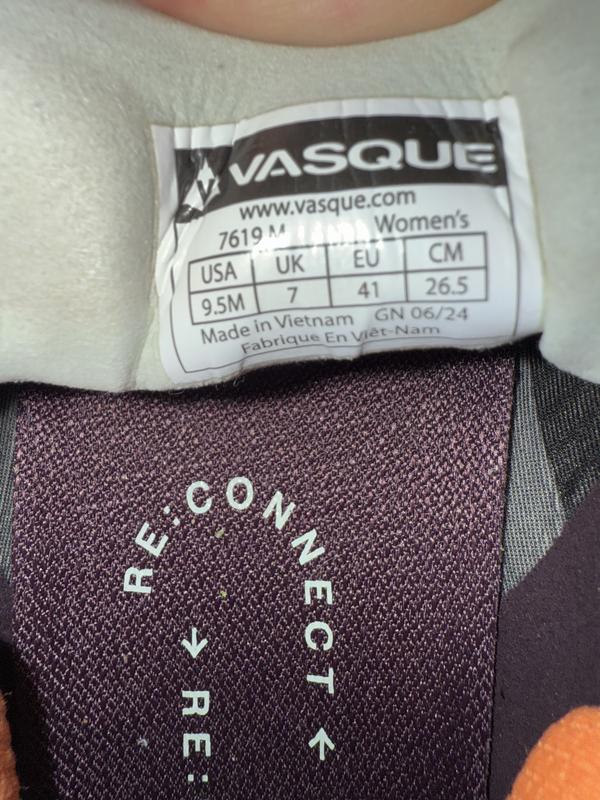 VASQUE
www.vasque.com
7619 M Women's
USA UK EU CM
9.5M 7 41 26.5
Made in Vietnam GN 06/24
Fabrique En Viêt-Nam
RE:CONNECT
→ RE:
→